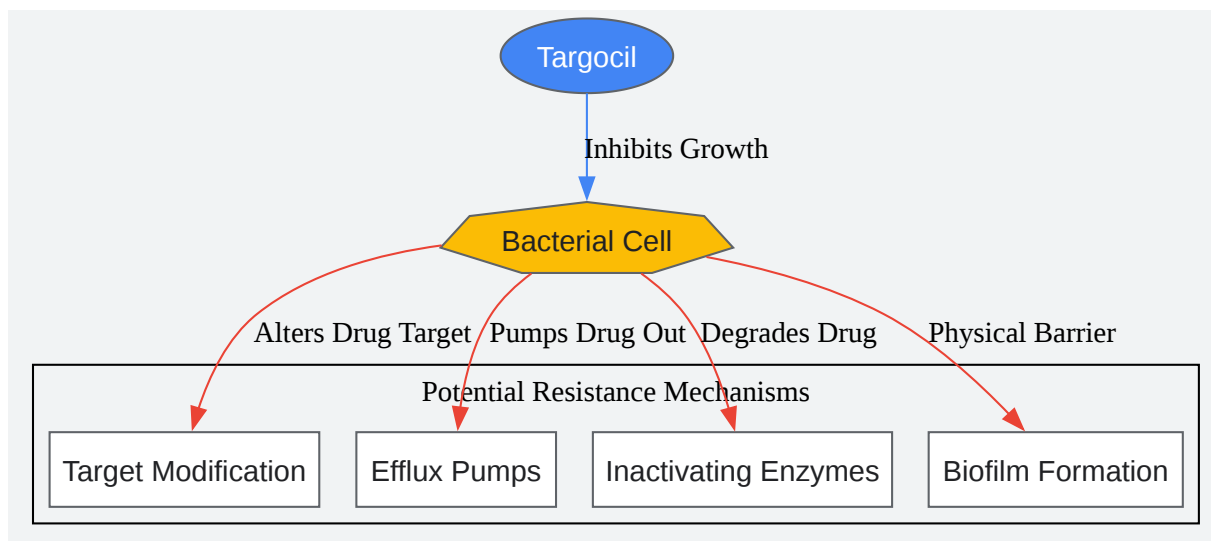 Targocil
Inhibits Growth
Bacterial Cell
Alters Drug Target
Pumps Drug Out
Degrades Drug
Physical Barrier
Potential Resistance Mechanisms
Target Modification
Efflux Pumps
Inactivating Enzymes
Biofilm Formation